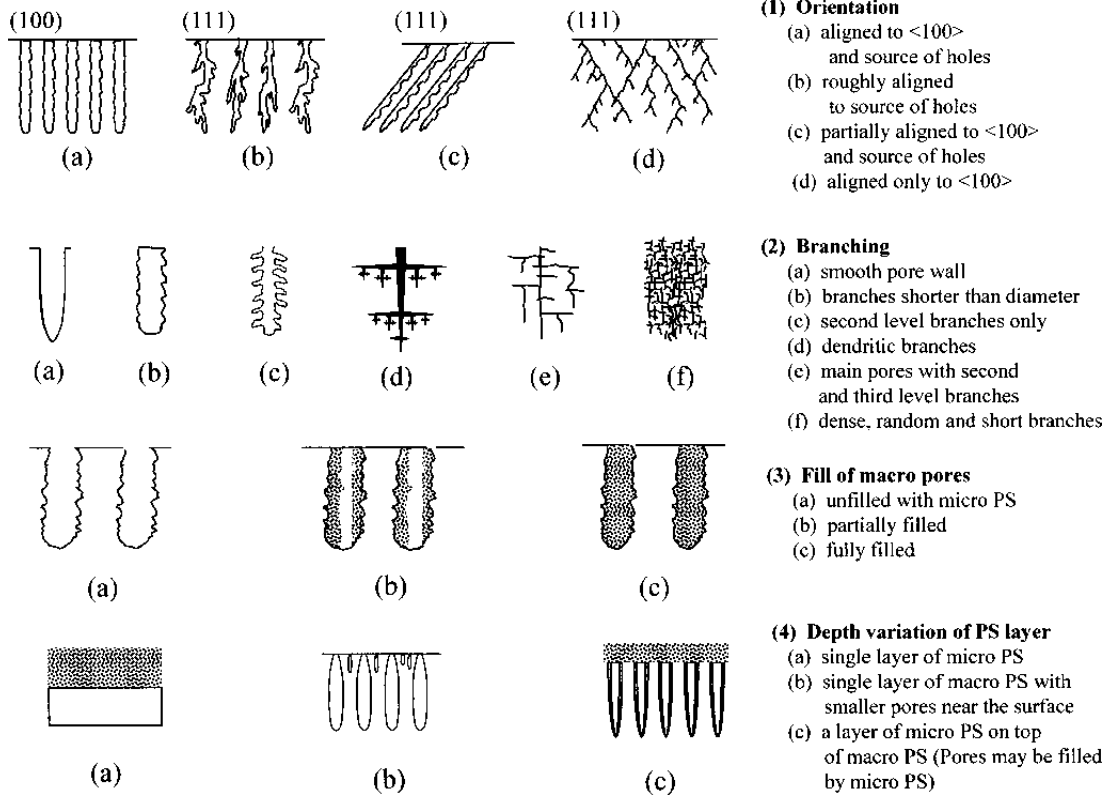 (100)
(111)
(111)
(111)
(a)
(b)
(c)
(d)
(1) Orientation
(a) aligned to <100>
and source of holes
(b) roughly aligned
to source of holes
(c) partially aligned to <100>
and source of holes
(d) aligned only to <100>
(a)
(b)
(c)
(d)
(e)
(f)
(2) Branching
(a) smooth pore wall
(b) branches shorter than diameter
(c) second level branches only
(d) dendritic branches
(e) main pores with second
and third level branches
(f) dense, random and short branches
(a)
(b)
(c)
(3) Fill of macro pores
(a) unfilled with micro PS
(b) partially filled
(c) fully filled
(a)
(b)
(c)
(4) Depth variation of PS layer
(a) single layer of micro PS
(b) single layer of macro PS with
smaller pores near the surface
(c) a layer of micro PS on top
of macro PS (Pores may be filled
by micro PS)